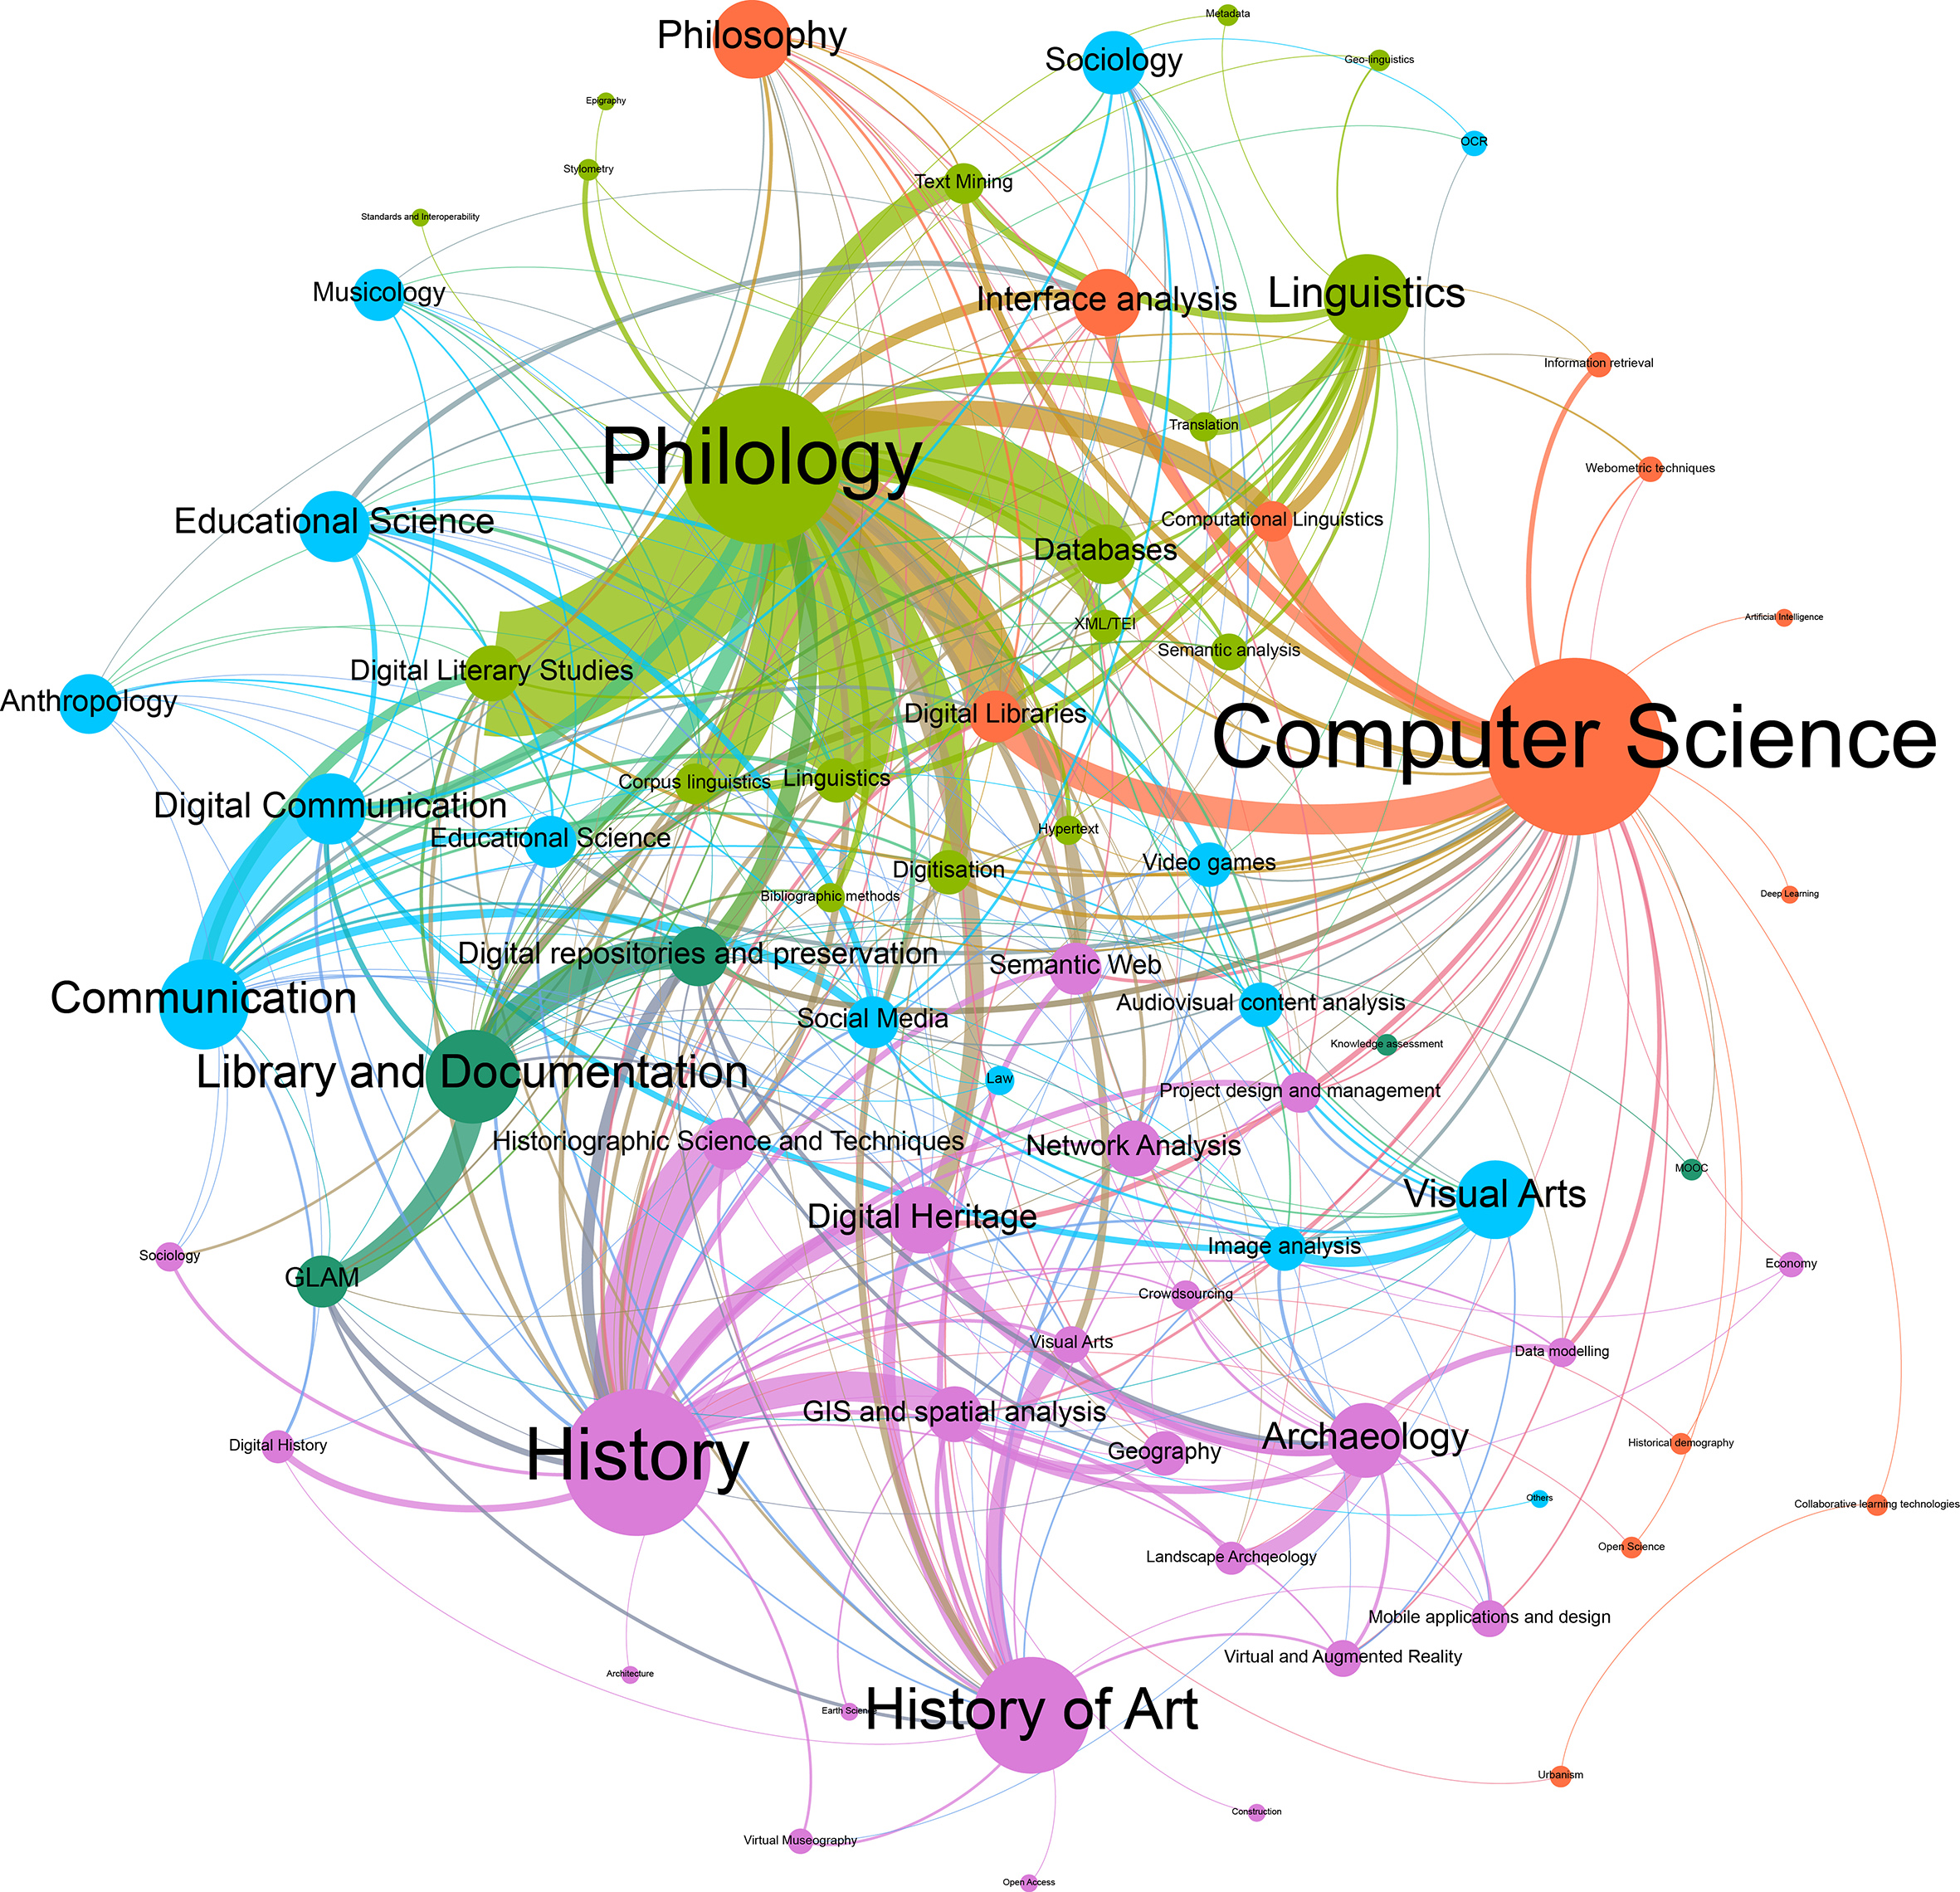 Metadata
Philosophy
Sociology
Geo-linguistics
Epigraphy
OCR
Stylometry
Text Mining
Standards and Interoperability
Musicology
Interface analysis
Linguistics
Information retrieval
Translation
Philology
Webometric techniques
Educational Science
Computational Linguistics
Databases
Artificial Intelligence
XML/TEI
Semantic analysis
Digital Literary Studies
Anthropology
Digital Libraries
Computer Science
Corpus linguistics
Linguistics
Digital Communication
Hypertext
Educational Science
Video games
Digitisation
Bibliographic methods
Deep Learning
Digital repositories and preservation
Semantic Web
Communication
Audiovisual content analysis
Social Media
Knowledge assessment
Library and Documentation
Law
Project design and management
Historiographic Science and Techniques
Network Analysis
MOOC
Visual Arts
Digital Heritage
Image analysis
Sociology
Economy
GLAM
Crowdsourcing
Visual Arts
Data modelling
GIS and spatial analysis
Archaeology
Digital History
Geography
Historical demography
History
Others
Collaborative learning technologies
Open Science
Landscape Archqeology
Mobile applications and design
Virtual and Augmented Reality
Architecture
Earth Science
History of Art
Urbanism
Construction
Virtual Museography
Open Access